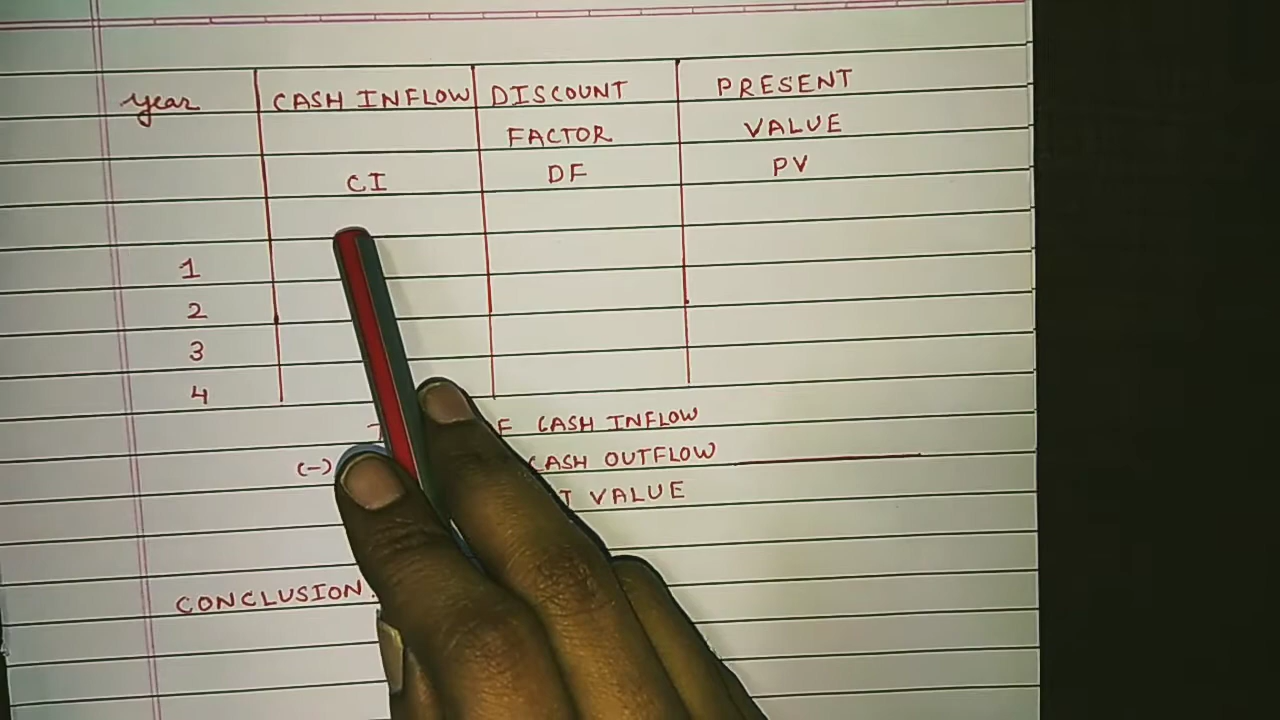 year CASH INFLOW DISCOUNT PRESENT
FACTOR VALUE
CI DF PV
1
2
3
4
CASH INFLOW
(-) CASH OUTFLOW
VALUE
CONCLUSION